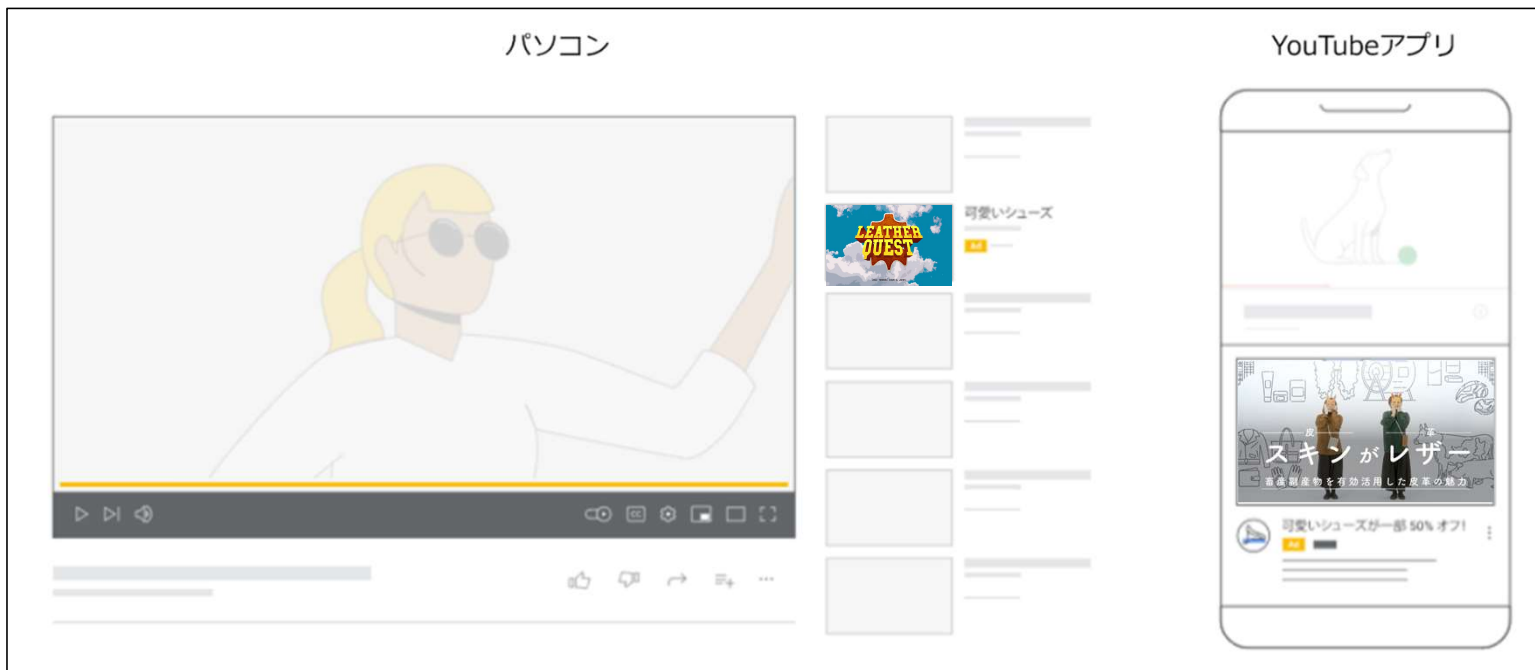 パソコン
YouTubeアプリ
LEATHER
QUEST
可愛いシューズ
Ad
CC
皮 革
スキンがレザー
畜産副産物を有効活用した皮革の魅力
可愛いシューズが一部 50% オフ!
Ad